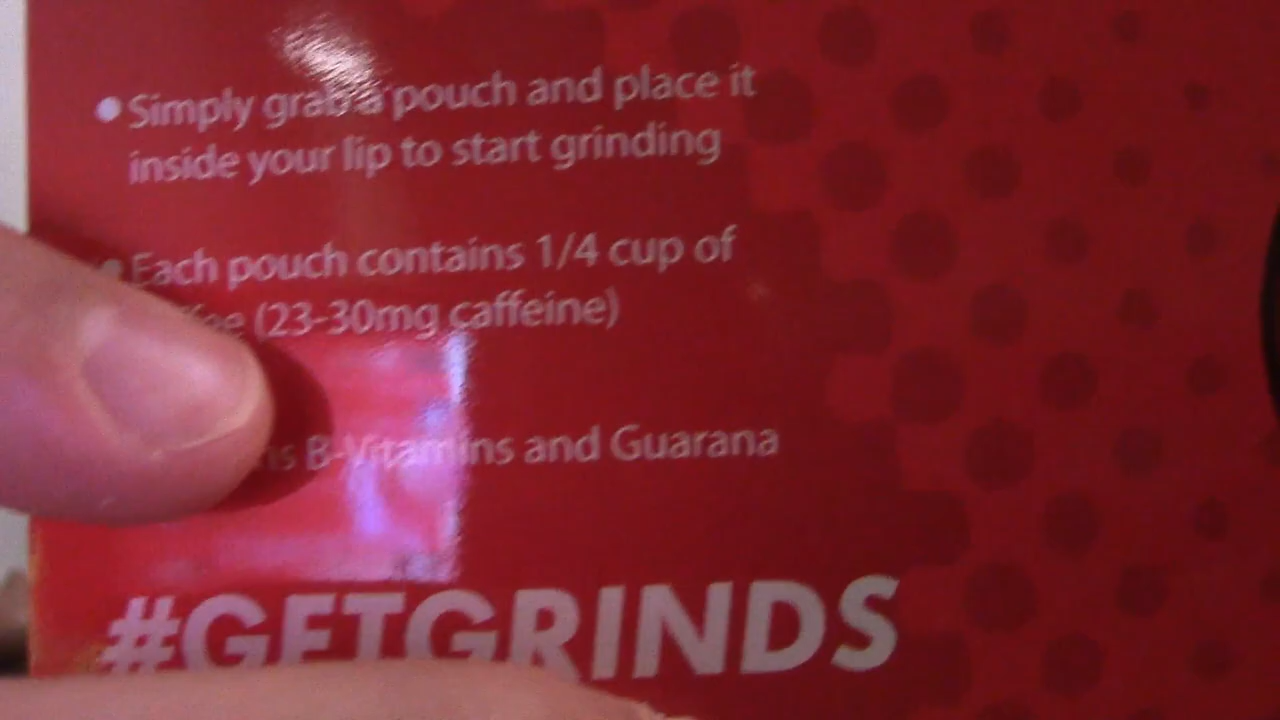 Simply grab a pouch and place it
inside your lip to start grinding
Each pouch contains 1/4 cup of
(23-30mg caffeine)
B-Vitamins and Guarana
#GETGRINDS